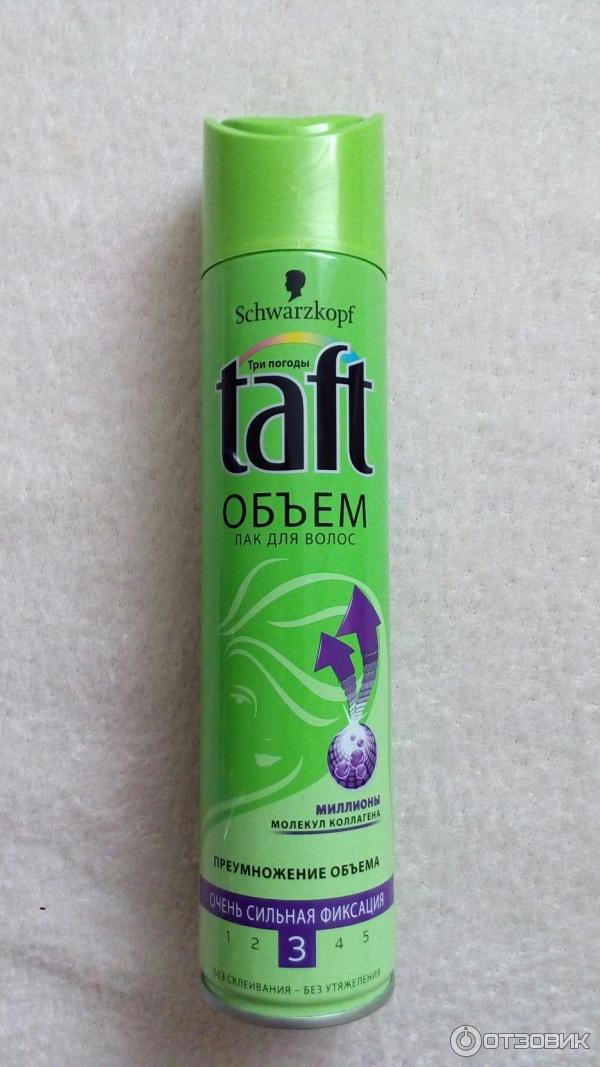 Schwarzkopf
Три погоды
taft
ОБЪЕМ
ЛАК ДЛЯ ВОЛОС
МИЛЛИОНЫ
МОЛЕКУЛ КОЛЛАГЕНА
ПРЕУМНОЖЕНИЕ ОБЪЕМА
ОЧЕНЬ СИЛЬНАЯ ФИКСАЦИЯ
1 2 3 4 5
БЕЗ СКЛЕИВАНИЯ – БЕЗ УТЯЖЕЛЕНИЯ
ОТЗОВИК